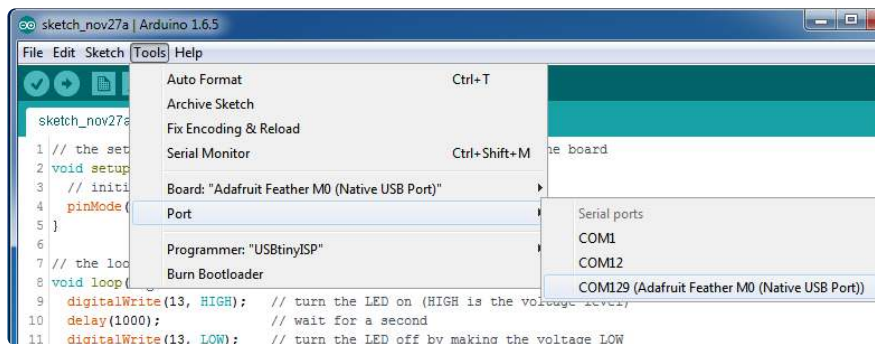 sketch_nov27a | Arduino 1.6.5
File Edit Sketch Tools Help
Auto Format Ctrl+T
Archive Sketch
sketch_nov27a
Fix Encoding & Reload
1 // the set
Serial Monitor Ctrl+Shift+M
board
2 void setup
3 // initi
Board: "Adafruit Feather M0 (Native USB Port)"
4 pinMode(
Port
Serial ports
5 }
COM1
6
Programmer: "USBtinyISP"
COM12
7 // the loo
Burn Bootloader
COM129 (Adafruit Feather M0 (Native USB Port))
8 void loop(
9 digitalWrite(13, HIGH); // turn the LED on (HIGH is the voltage level)
10 delay(1000); // wait for a second
11 digitalWrite(13, LOW); // turn the LED off by making the voltage LOW